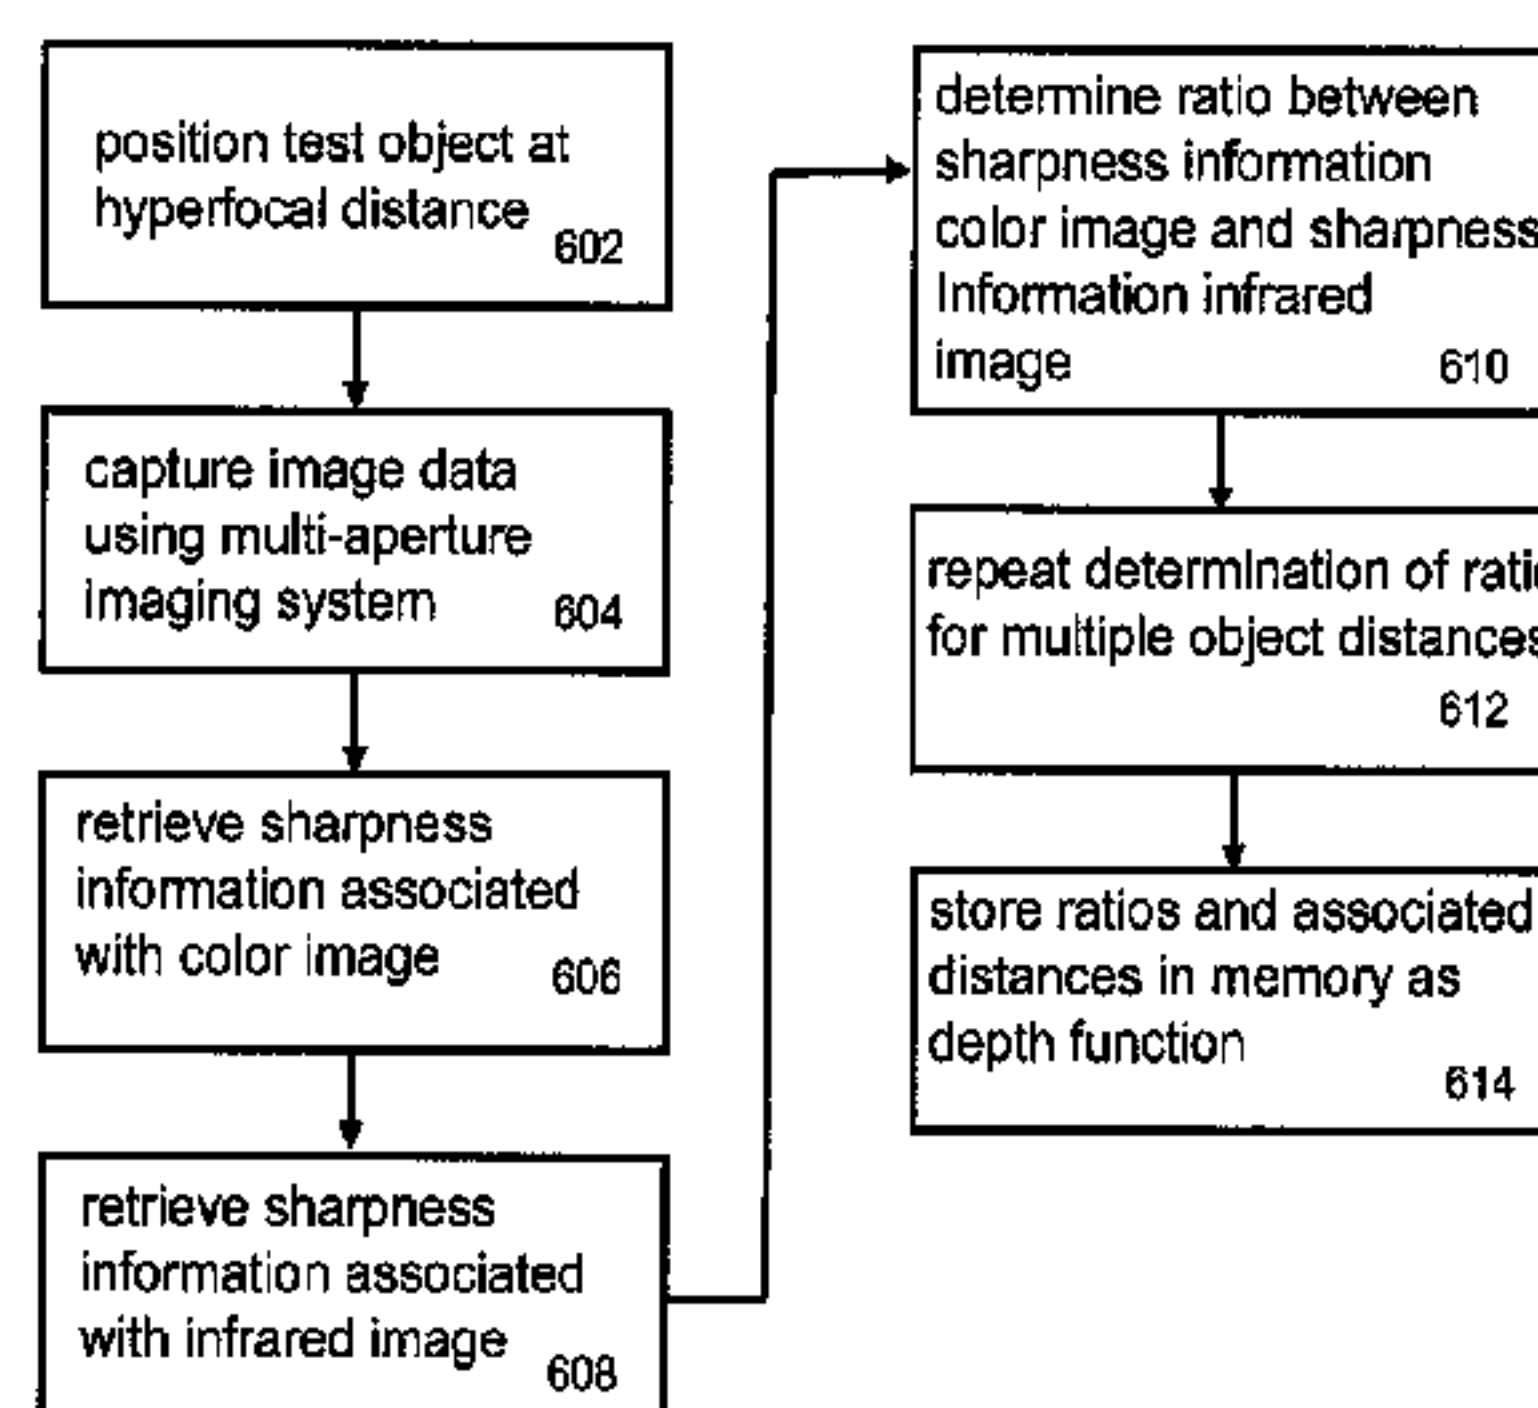 position test object at
hyperfocal distance
602
capture image data
using multi-aperture
imaging system
604
retrieve sharpness
information associated
with color image
606
retrieve sharpness
information associated
with infrared image
608
determine ratio between
sharpness information
color image and sharpness
Information infrared
image
610
repeat determination of ratio
for multiple object distances
612
store ratios and associated
distances in memory as
depth function
614